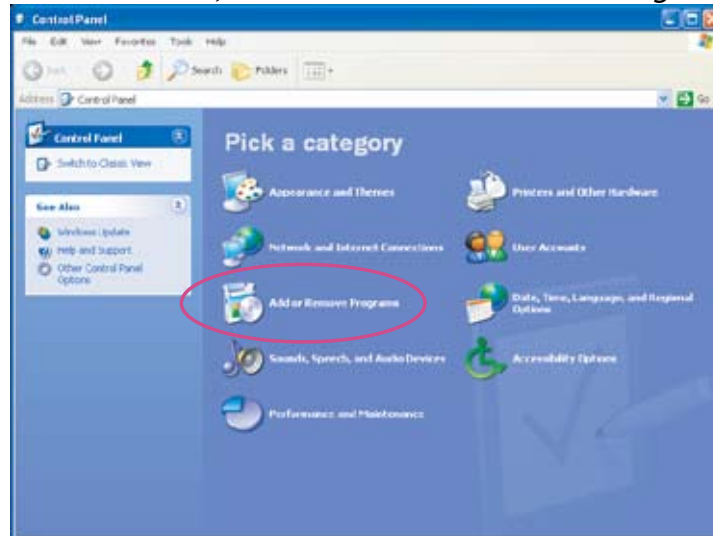 Control Panel
File Edit View Favorites Tools Help
Back Search Folders
Address Control Panel Go
Control Panel
Switch to Classic View
See Also
Windows Update
Help and Support
Other Control Panel
Options
Pick a category
Appearance and Themes
Printers and Other Hardware
Network and Internet Connections
User Accounts
Add or Remove Programs
Date, Time, Language, and Regional
Options
Sounds, Speech, and Audio Devices
Accessibility Options
Performance and Maintenance